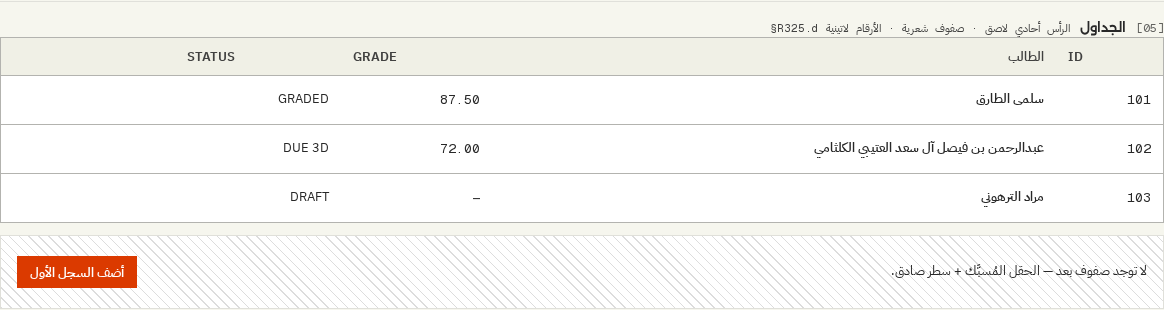 [05] الجداول الرأس أحادي لاصق · صفوف شعرية · الأرقام لاتينية §R325.d
ID الطالب GRADE STATUS
101 سلمى الطارق 87.50 GRADED
102 عبدالرحمن بن فيصل آل سعد العتيبي الكلثامي 72.00 DUE 3D
103 مراد الترهوني — DRAFT
لا توجد صفوف بعد — الحقل المُسبَّك + سطر صادق. أضف السجل الأول